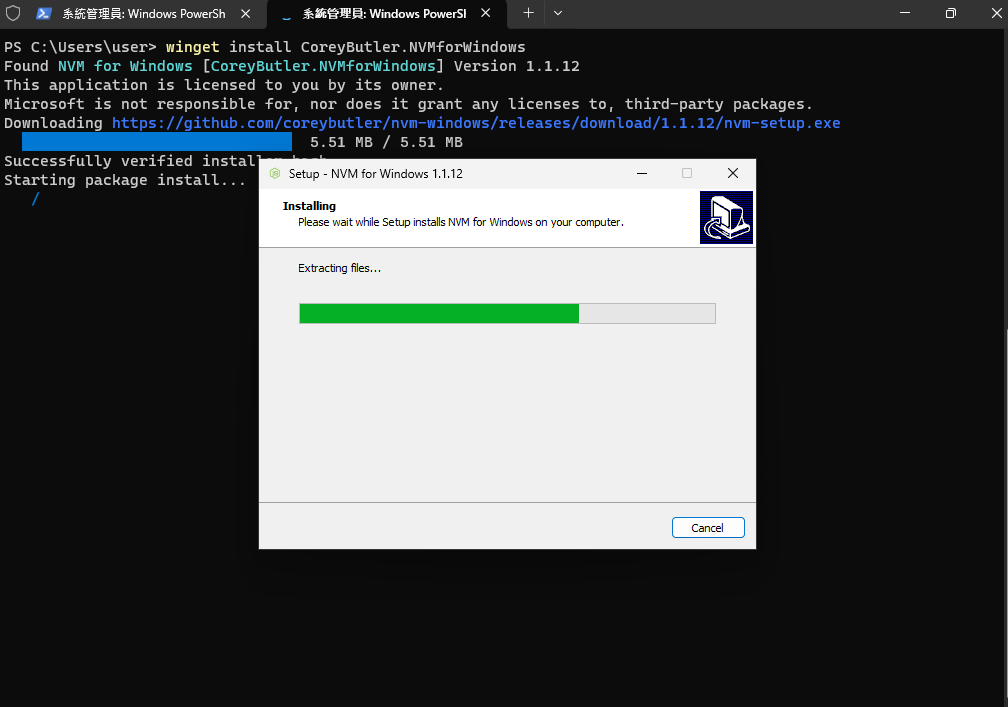 系統管理員: Windows PowerSh
系統管理員: Windows PowerSl
PS C:\Users\user> winget install CoreyButler.NVMforWindows
Found NVM for Windows [CoreyButler.NVMforWindows] Version 1.1.12
This application is licensed to you by its owner.
Microsoft is not responsible for, nor does it grant any licenses to, third-party packages.
Downloading https://github.com/coreybutler/nvm-windows/releases/download/1.1.12/nvm-setup.exe
5.51 MB / 5.51 MB
Successfully verified installer hash
Starting package install...
/
Setup - NVM for Windows 1.1.12
Installing
Please wait while Setup installs NVM for Windows on your computer.
Extracting files...
Cancel